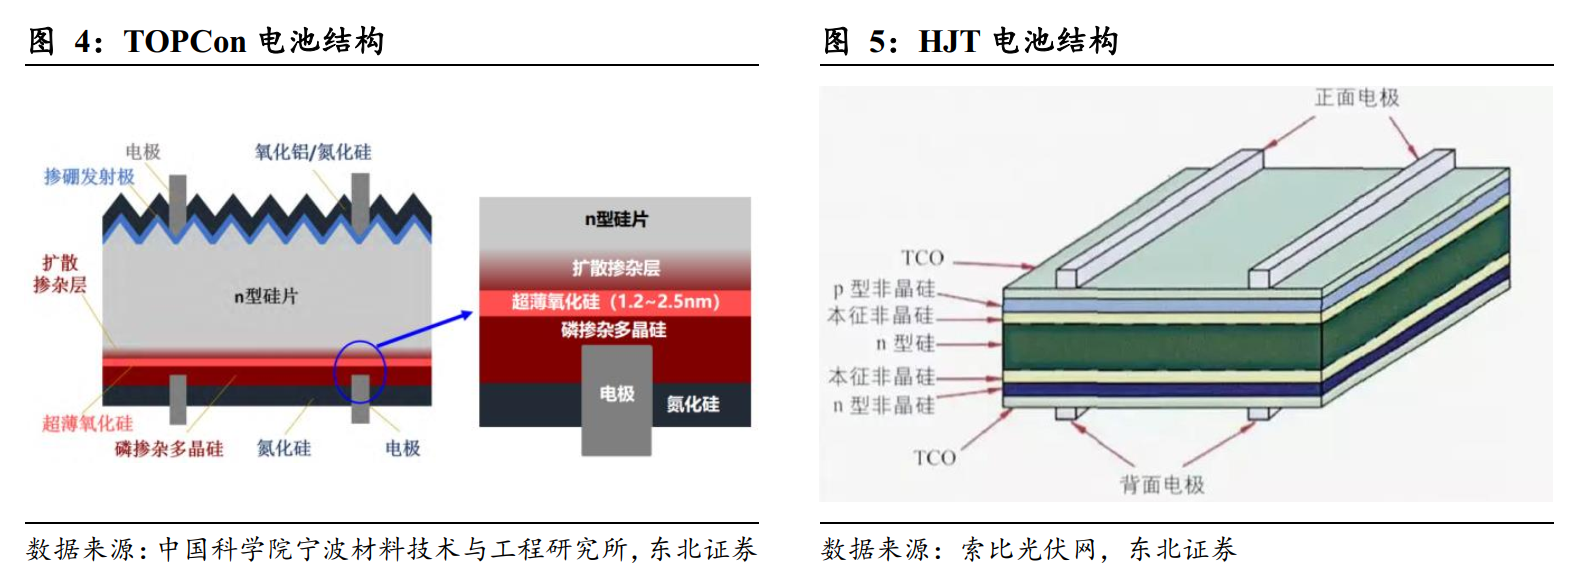 图 4：TOPCon 电池结构
电极
氧化铝/氮化硅
掺硼发射极
扩散
掺杂层
n型硅片
超薄氧化硅
磷掺杂多晶硅
氮化硅
电极
n型硅片
扩散掺杂层
超薄氧化硅（1.2~2.5nm）
磷掺杂多晶硅
电极
氮化硅
数据来源：中国科学院宁波材料技术与工程研究所，东北证券
图 5：HJT 电池结构
正面电极
TCO
p 型非晶硅
本征非晶硅
n 型硅
本征非晶硅
n 型非晶硅
TCO
背面电极
数据来源：索比光伏网，东北证券